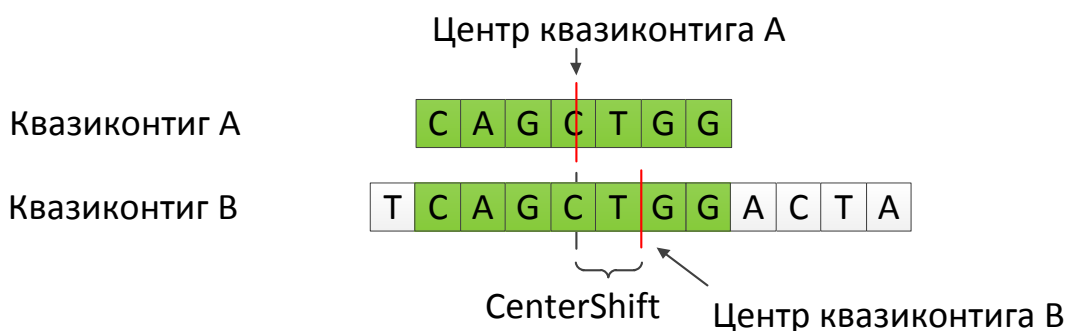 Центр квазиконтига А
Квазиконтиг А C A G C T G G
Квазиконтиг В T C A G C T G G A C T A
CenterShift
Центр квазиконтига В